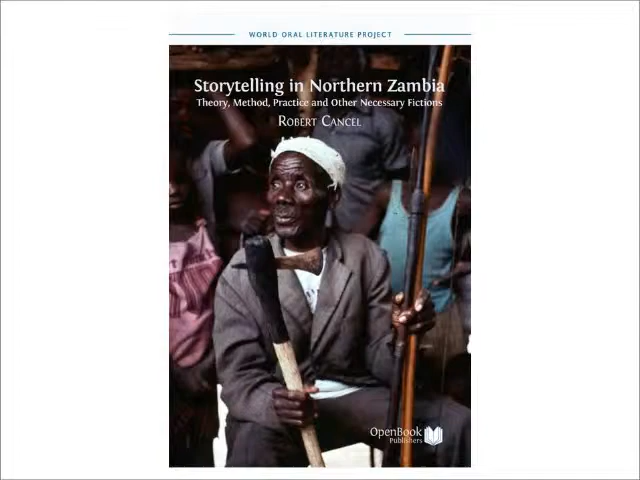 WORLD ORAL LITERATURE PROJECT
Storytelling in Northern Zambia
Theory, Method, Practice and Other Necessary Fictions
ROBERT CANCEL
OpenBook
Publishers